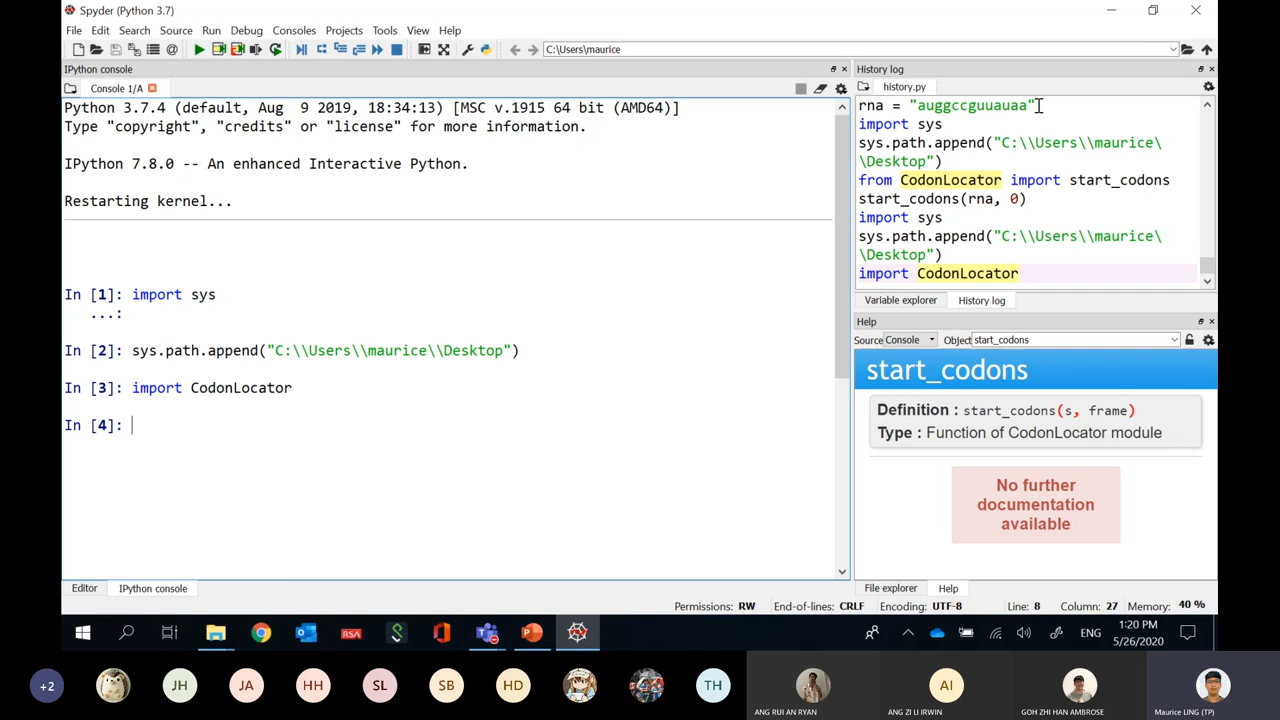 Spyder (Python 3.7)
File Edit Search Source Run Debug Consoles Projects Tools View Help
C:\Users\maurice
IPython console
Console 1/A
Python 3.7.4 (default, Aug  9 2019, 18:34:13) [MSC v.1915 64 bit (AMD64)]
Type "copyright", "credits" or "license" for more information.
IPython 7.8.0 -- An enhanced Interactive Python.
Restarting kernel...
In [1]: import sys
...:
In [2]: sys.path.append("C:\\Users\\maurice\\Desktop")
In [3]: import CodonLocator
In [4]:
Editor IPython console
History log
history.py
rna = "auggccguuauaa"
import sys
sys.path.append("C:\\Users\\maurice\
\Desktop")
from CodonLocator import start_codons
start_codons(rna, 0)
import sys
sys.path.append("C:\\Users\\maurice\
\Desktop")
import CodonLocator
Variable explorer History log
Help
Source Console Object start_codons
start_codons
Definition : start_codons(s, frame)
Type : Function of CodonLocator module
No further
documentation
available
File explorer Help
Permissions: RW End-of-lines: CRLF Encoding: UTF-8 Line: 8 Column: 27 Memory: 40 %
RSA ENG 1:20 PM
5/26/2020
+2 JH JA HH SL SB HD TH AI
ANG RUI AN RYAN ANG ZI LI IRWIN GOH ZHI HAN AMBROSE Maurice LING (TP)